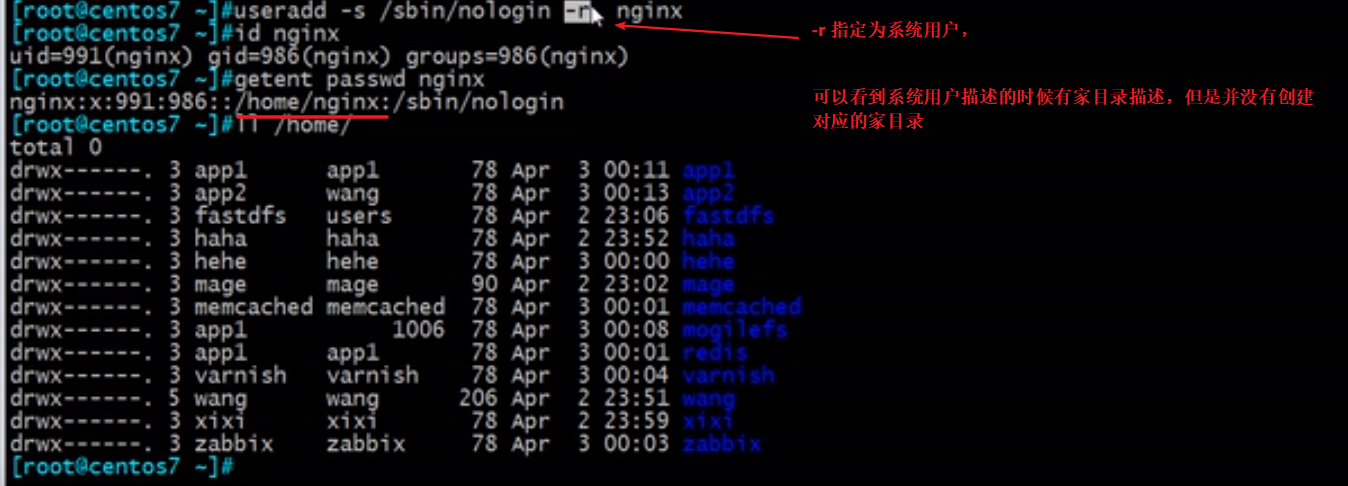 [root@centos7 ~]#useradd -s /sbin/nologin -r nginx
-r 指定为系统用户，
[root@centos7 ~]#id nginx
uid=991(nginx) gid=986(nginx) groups=986(nginx)
[root@centos7 ~]#getent passwd nginx
nginx:x:991:986::/home/nginx:/sbin/nologin
可以看到系统用户描述的时候有家目录描述，但是并没有创建
对应的家目录
[root@centos7 ~]#ll /home/
total 0
drwx------. 3 app1 app1 78 Apr 3 00:11 app1
drwx------. 3 app2 wang 78 Apr 3 00:13 app2
drwx------. 3 fastdfs users 78 Apr 2 23:06 fastdfs
drwx------. 3 haha haha 78 Apr 2 23:52 haha
drwx------. 3 hehe hehe 78 Apr 3 00:00 hehe
drwx------. 3 mage mage 90 Apr 2 23:02 mage
drwx------. 3 memcached memcached 78 Apr 3 00:01 memcached
drwx------. 3 app1 1006 78 Apr 3 00:08 mogilefs
drwx------. 3 app1 app1 78 Apr 3 00:01 redis
drwx------. 3 varnish varnish 78 Apr 3 00:04 varnish
drwx------. 5 wang wang 206 Apr 2 23:51 wang
drwx------. 3 xixi xixi 78 Apr 2 23:59 xixi
drwx------. 3 zabbix zabbix 78 Apr 3 00:03 zabbix
[root@centos7 ~]#